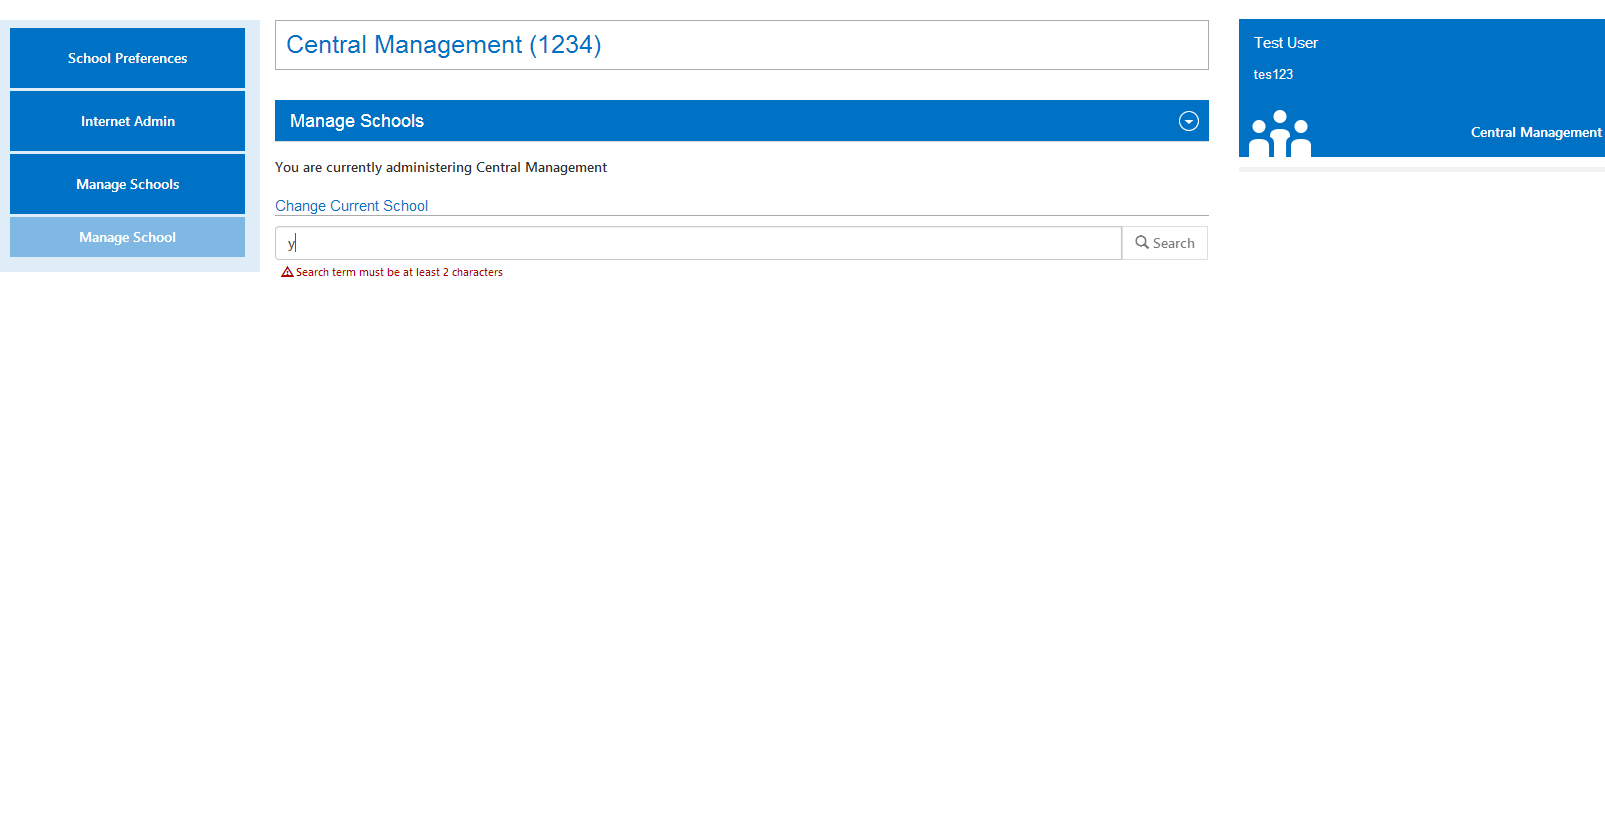 School Preferences
Internet Admin
Manage Schools
Manage School
Central Management (1234)
Manage Schools
You are currently administering Central Management
Change Current School
y
Search
Search term must be at least 2 characters
Test User
tes123
Central Management